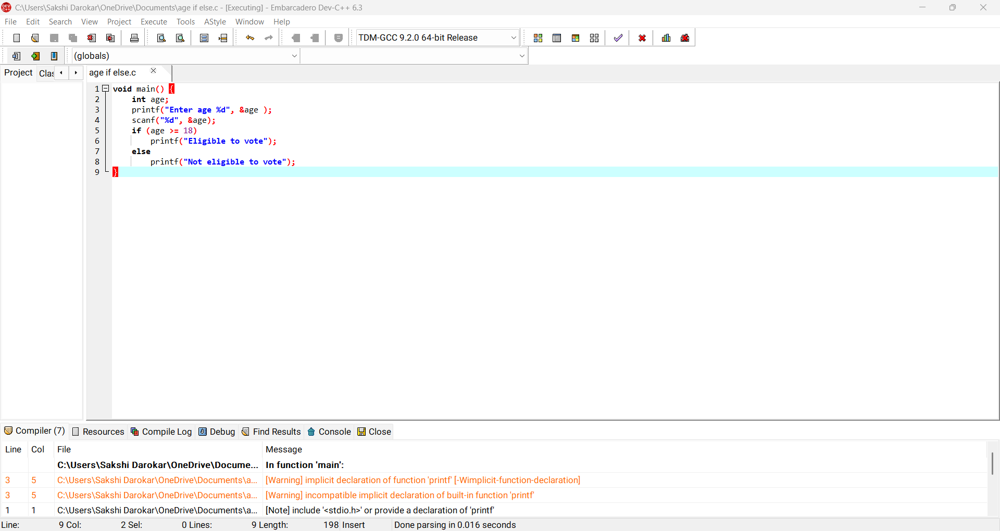 C:\Users\Sakshi Darokar\OneDrive\Documents\age if else.c - [Executing] - Embarcadero Dev-C++ 6.3
File Edit Search View Project Execute Tools AStyle Window Help
TDM-GCC 9.2.0 64-bit Release
(globals)
Project Clas age if else.c
1 void main() {
2 int age;
3 printf("Enter age %d", &age );
4 scanf("%d", &age);
5 if (age >= 18)
6 printf("Eligible to vote");
7 else
8 printf("Not eligible to vote");
9 }
Compiler (7) Resources Compile Log Debug Find Results Console Close
Line Col File Message
C:\Users\Sakshi Darokar\OneDrive\Docume... In function 'main':
3 5 C:\Users\Sakshi Darokar\OneDrive\Documents\a... [Warning] implicit declaration of function 'printf' [-Wimplicit-function-declaration]
3 5 C:\Users\Sakshi Darokar\OneDrive\Documents\a... [Warning] incompatible implicit declaration of built-in function 'printf'
1 1 C:\Users\Sakshi Darokar\OneDrive\Documents\a... [Note] include '<stdio.h>' or provide a declaration of 'printf'
Line: 9 Col: 2 Sel: 0 Lines: 9 Length: 198 Insert Done parsing in 0.016 seconds